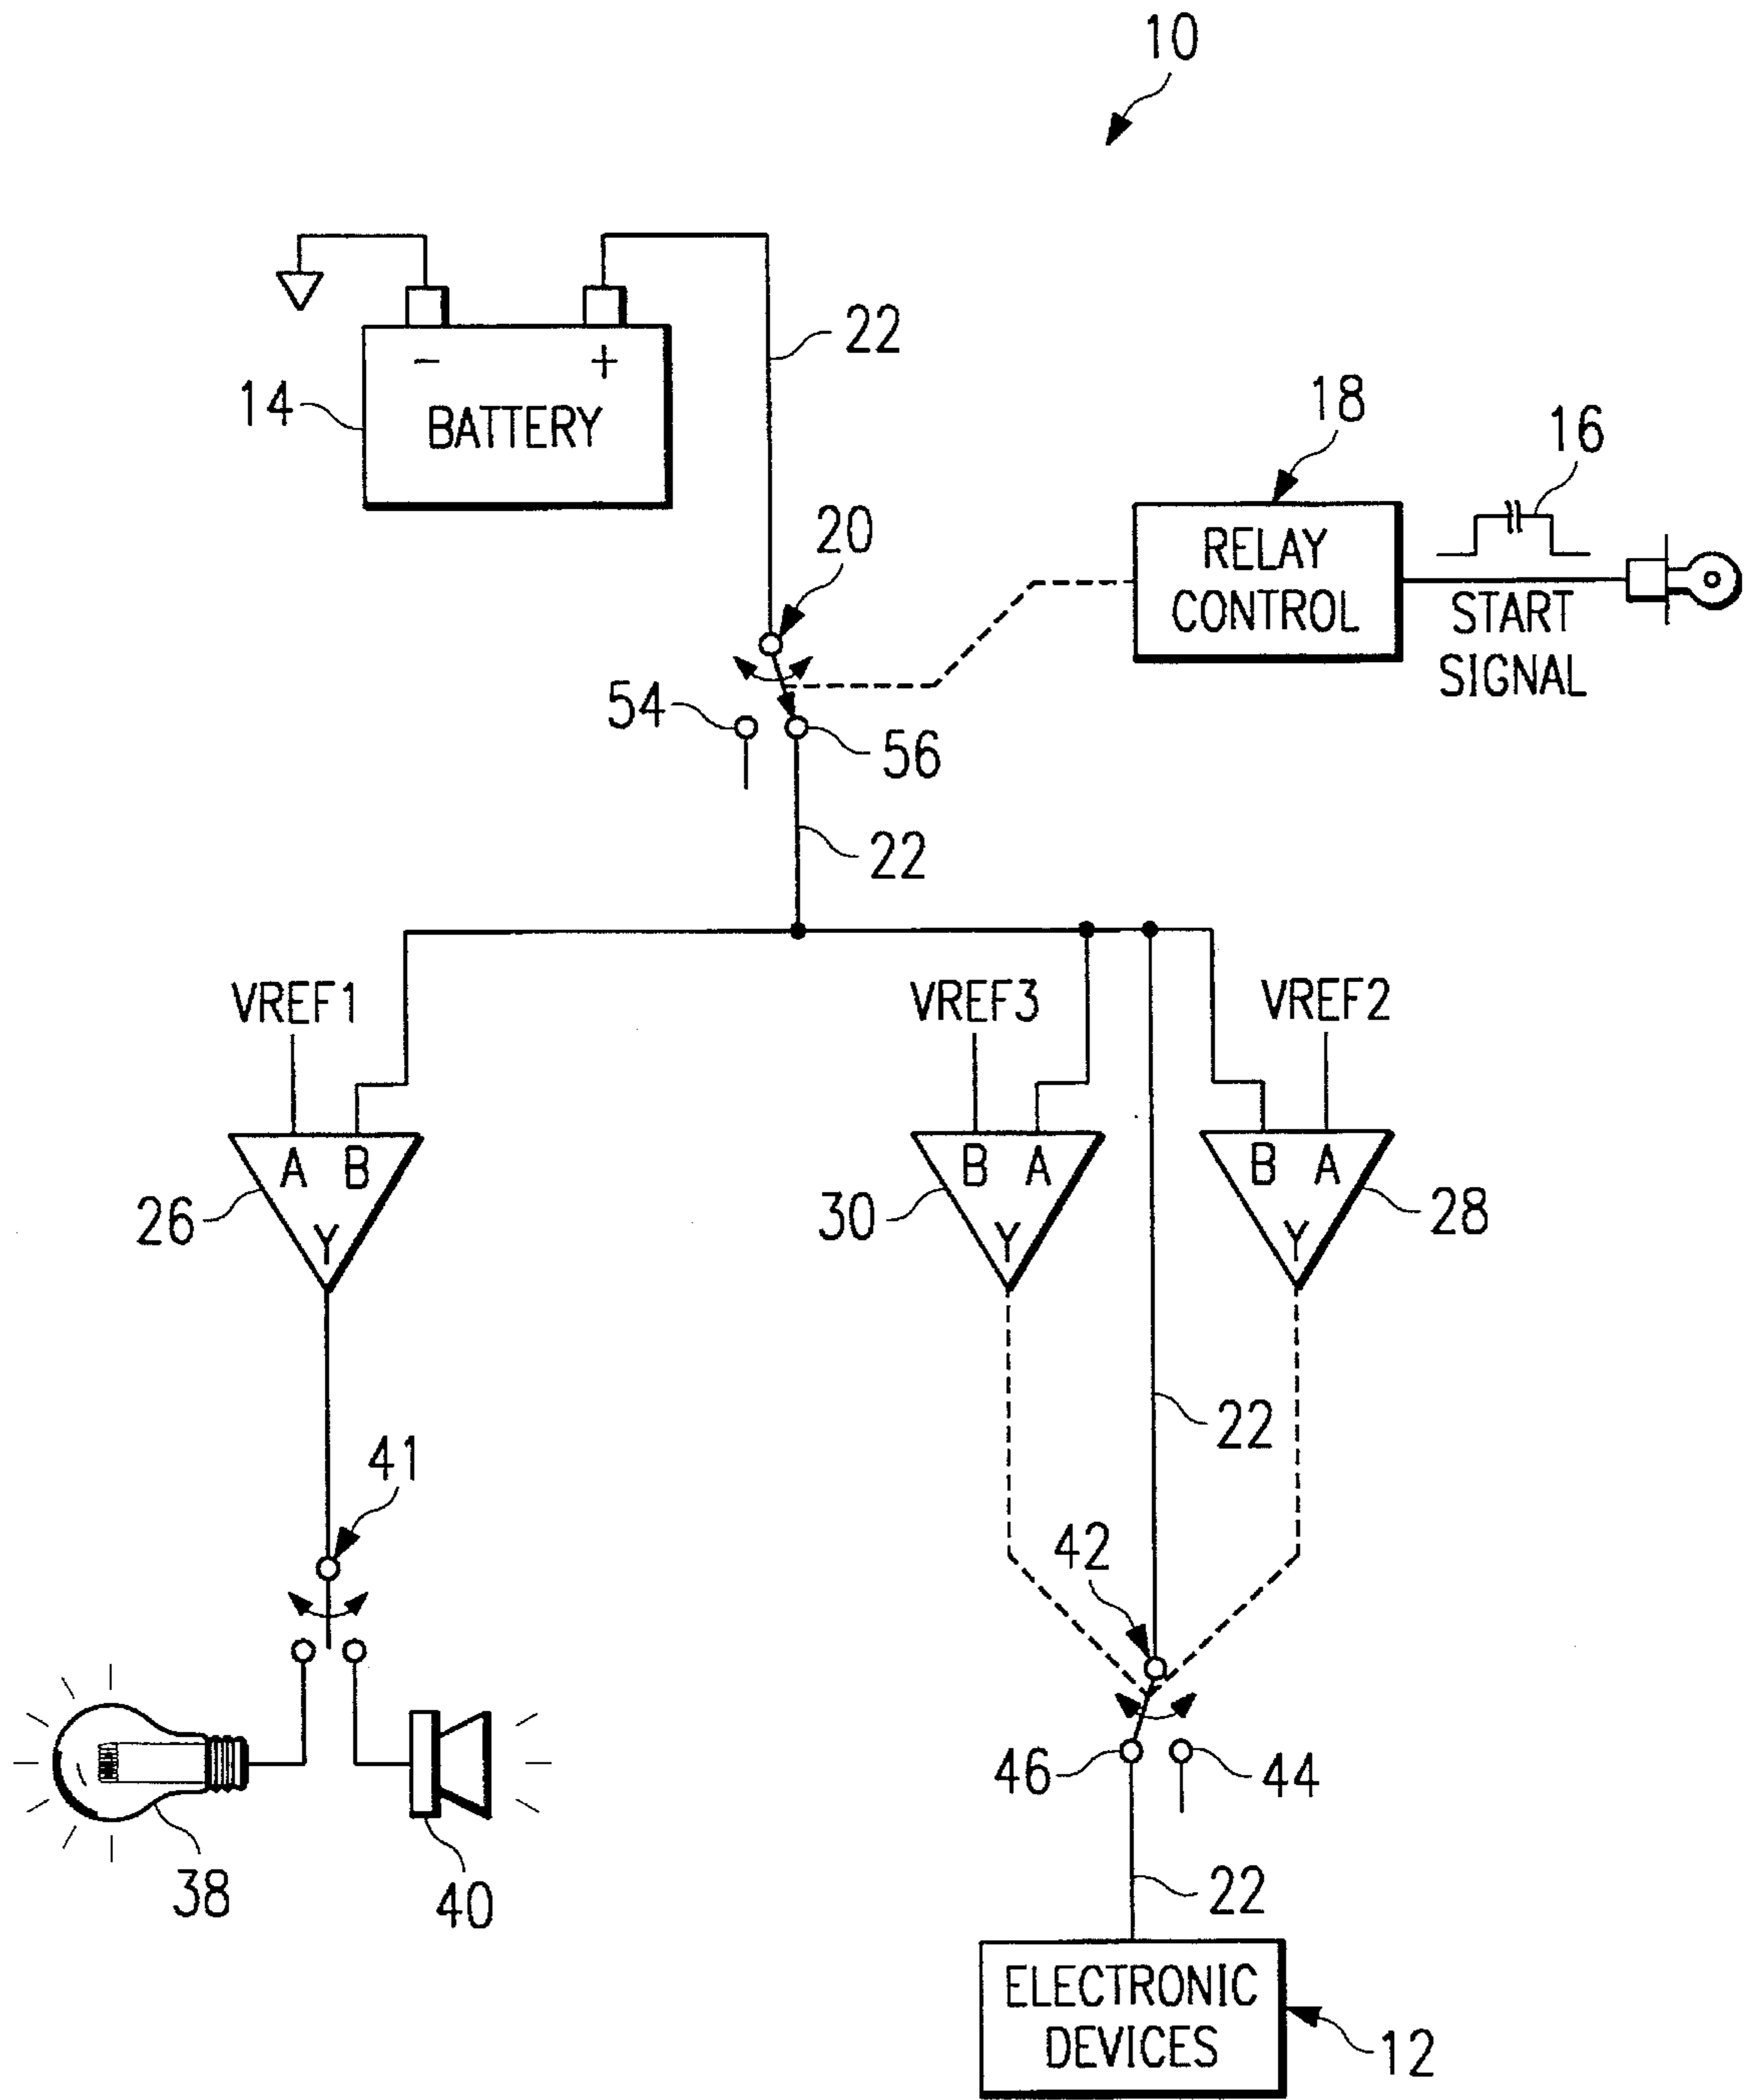 10
22
- +
14
BATTERY
18
16
20
RELAY
CONTROL
START
SIGNAL
54
56
22
VREF1
VREF3
VREF2
A B
B A
B A
26
30
28
Y
Y
Y
22
41
42
46
44
38
40
22
ELECTRONIC
DEVICES
12